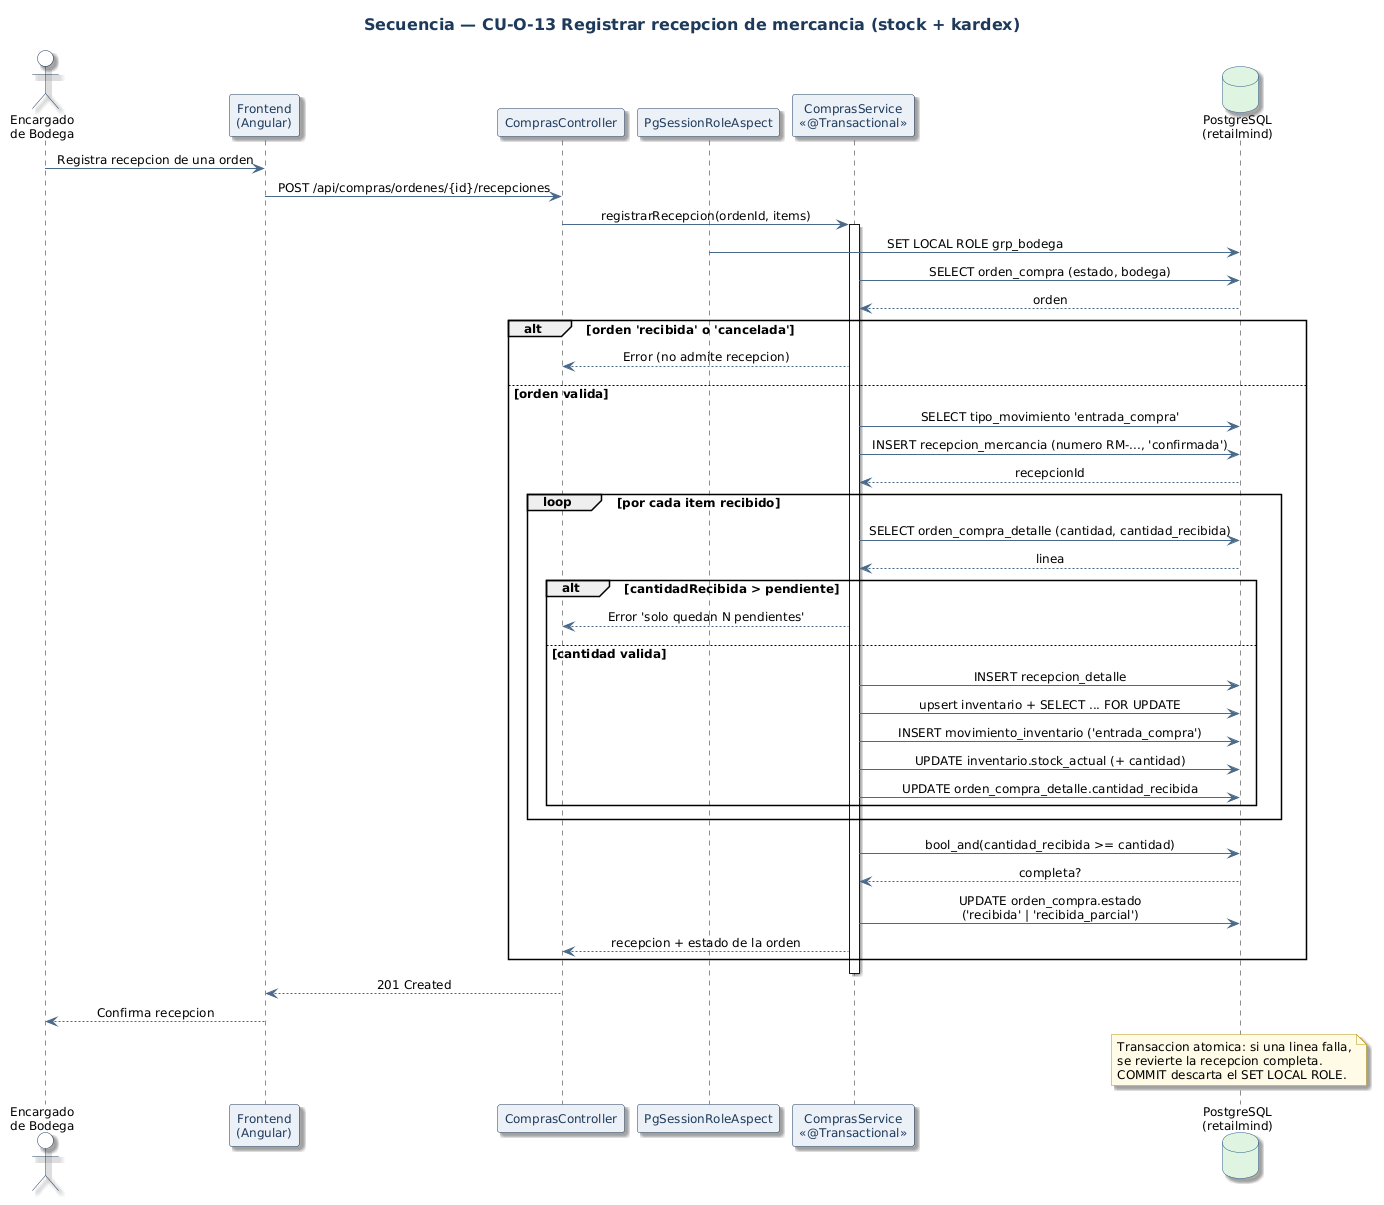 Secuencia — CU-O-13 Registrar recepcion de mercancia (stock + kardex)
Encargado
de Bodega
Frontend
(Angular)
ComprasController
PgSessionRoleAspect
ComprasService
«@Transactional»
PostgreSQL
(retailmind)
Registra recepcion de una orden
POST /api/compras/ordenes/{id}/recepciones
registrarRecepcion(ordenId, items)
SET LOCAL ROLE grp_bodega
SELECT orden_compra (estado, bodega)
orden
alt [orden 'recibida' o 'cancelada']
Error (no admite recepcion)
[orden valida]
SELECT tipo_movimiento 'entrada_compra'
INSERT recepcion_mercancia (numero RM-..., 'confirmada')
recepcionId
loop [por cada item recibido]
SELECT orden_compra_detalle (cantidad, cantidad_recibida)
linea
alt [cantidadRecibida > pendiente]
Error 'solo quedan N pendientes'
[cantidad valida]
INSERT recepcion_detalle
upsert inventario + SELECT ... FOR UPDATE
INSERT movimiento_inventario ('entrada_compra')
UPDATE inventario.stock_actual (+ cantidad)
UPDATE orden_compra_detalle.cantidad_recibida
bool_and(cantidad_recibida >= cantidad)
completa?
UPDATE orden_compra.estado
('recibida' | 'recibida_parcial')
recepcion + estado de la orden
201 Created
Confirma recepcion
Transaccion atomica: si una linea falla,
se revierte la recepcion completa.
COMMIT descarta el SET LOCAL ROLE.
Encargado
de Bodega
Frontend
(Angular)
ComprasController
PgSessionRoleAspect
ComprasService
«@Transactional»
PostgreSQL
(retailmind)